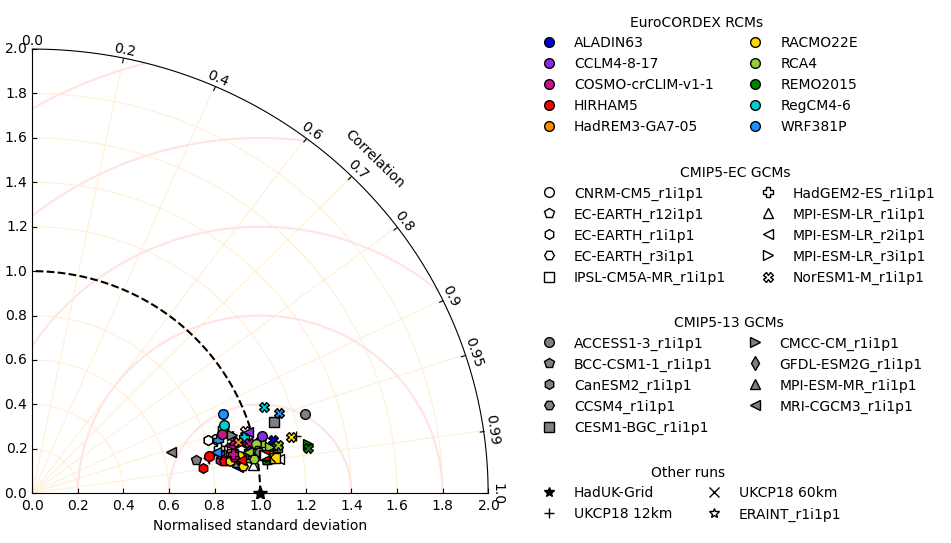 0.0
0.2
0.4
0.6
Correlation
0.7
0.8
0.9
0.95
0.99
1.0
2.0
1.8
1.6
1.4
1.2
1.0
0.8
0.6
0.4
0.2
0.0
0.0 0.2 0.4 0.6 0.8 1.0 1.2 1.4 1.6 1.8 2.0
Normalised standard deviation
EuroCORDEX RCMs
ALADIN63 RACMO22E
CCLM4-8-17 RCA4
COSMO-crCLIM-v1-1 REMO2015
HIRHAM5 RegCM4-6
HadREM3-GA7-05 WRF381P
CMIP5-EC GCMs
CNRM-CM5_r1i1p1 HadGEM2-ES_r1i1p1
EC-EARTH_r12i1p1 MPI-ESM-LR_r1i1p1
EC-EARTH_r1i1p1 MPI-ESM-LR_r2i1p1
EC-EARTH_r3i1p1 MPI-ESM-LR_r3i1p1
IPSL-CM5A-MR_r1i1p1 NorESM1-M_r1i1p1
CMIP5-13 GCMs
ACCESS1-3_r1i1p1 CMCC-CM_r1i1p1
BCC-CSM1-1_r1i1p1 GFDL-ESM2G_r1i1p1
CanESM2_r1i1p1 MPI-ESM-MR_r1i1p1
CCSM4_r1i1p1 MRI-CGCM3_r1i1p1
CESM1-BGC_r1i1p1
Other runs
HadUK-Grid UKCP18 60km
UKCP18 12km ERAINT_r1i1p1